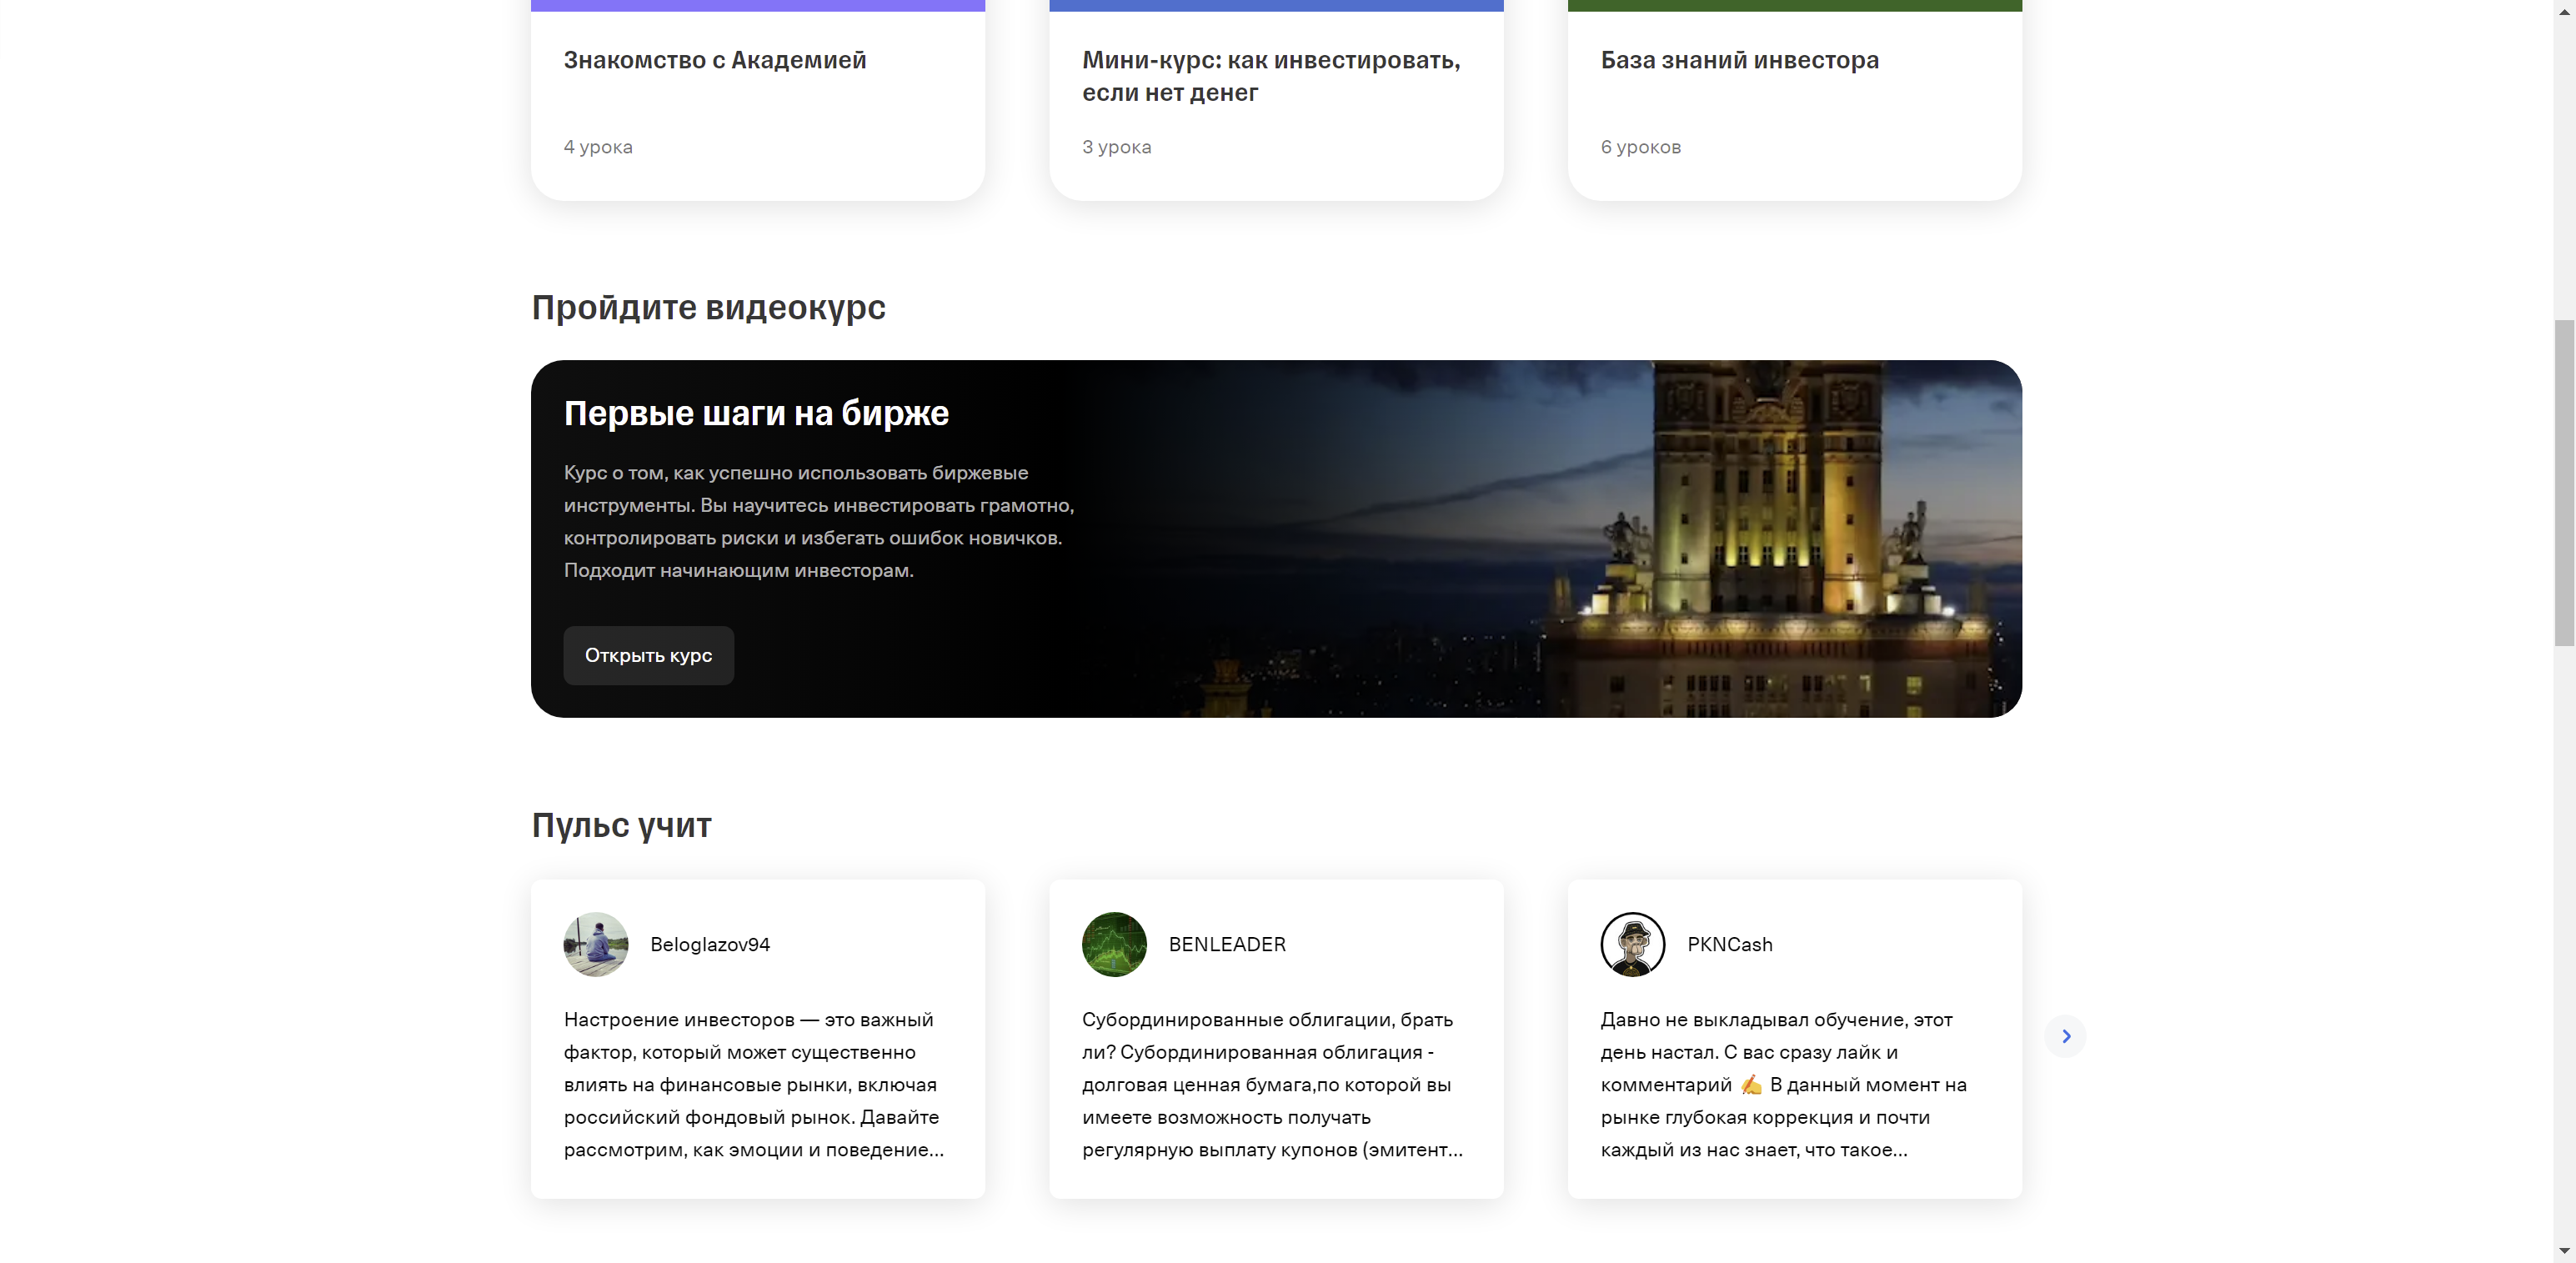 Знакомство с Академией
4 урока
Мини-курс: как инвестировать,
если нет денег
3 урока
База знаний инвестора
6 уроков
Пройдите видеокурс
Первые шаги на бирже
Курс о том, как успешно использовать биржевые
инструменты. Вы научитесь инвестировать грамотно,
контролировать риски и избегать ошибок новичков.
Подходит начинающим инвесторам.
Открыть курс
Пульс учит
Beloglazov94
Настроение инвесторов — это важный
фактор, который может существенно
влиять на финансовые рынки, включая
российский фондовый рынок. Давайте
рассмотрим, как эмоции и поведение...
BENLEADER
Субординированные облигации, брать
ли? Субординированная облигация -
долговая ценная бумага,по которой вы
имеете возможность получать
регулярную выплату купонов (эмитент...
PKNCash
Давно не выкладывал обучение, этот
день настал. С вас сразу лайк и
комментарий ✍️ В данный момент на
рынке глубокая коррекция и почти
каждый из нас знает, что такое...